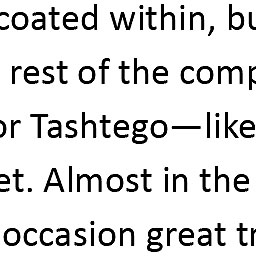 coated within, bu
rest of the comp
or Tashtego—like
et. Almost in the
occasion great tr